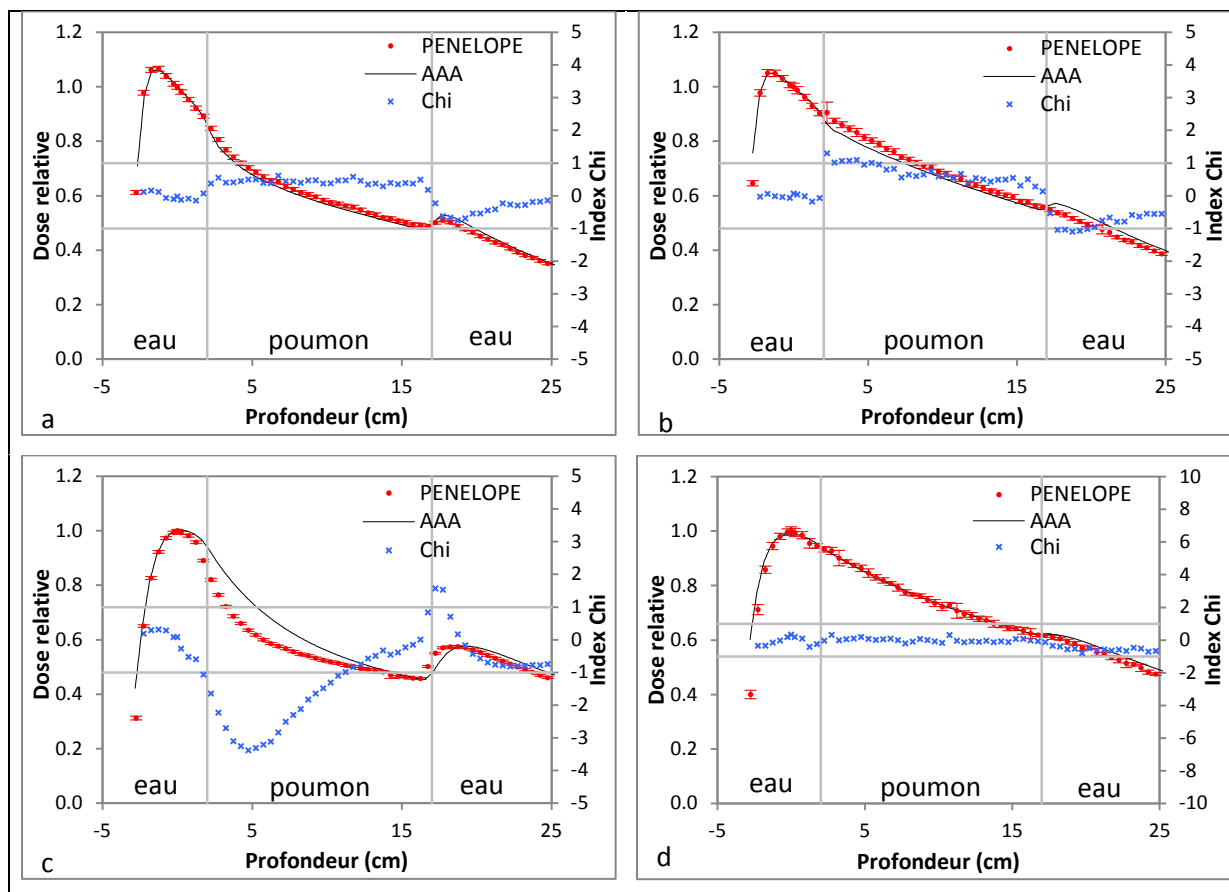 1.2
1.0
0.8
0.6
0.4
0.2
0.0
Dose relative
PENELOPE
AAA
Chi
5
4
3
2
1
0
-1
-2
-3
-4
-5
Index Chi
eau
poumon
eau
-5
5
15
25
Profondeur (cm)
a
1.2
1.0
0.8
0.6
0.4
0.2
0.0
Dose relative
PENELOPE
AAA
Chi
5
4
3
2
1
0
-1
-2
-3
-4
-5
Index Chi
eau
poumon
eau
-5
5
15
25
Profondeur (cm)
b
1.2
1.0
0.8
0.6
0.4
0.2
0.0
Dose relative
PENELOPE
AAA
Chi
5
4
3
2
1
0
-1
-2
-3
-4
-5
Index Chi
eau
poumon
eau
-5
5
15
25
Profondeur (cm)
c
1.2
1.0
0.8
0.6
0.4
0.2
0.0
Dose relative
PENELOPE
AAA
Chi
10
8
6
4
2
0
-2
-4
-6
-8
-10
Index Chi
eau
poumon
eau
-5
5
15
25
Profondeur (cm)
d